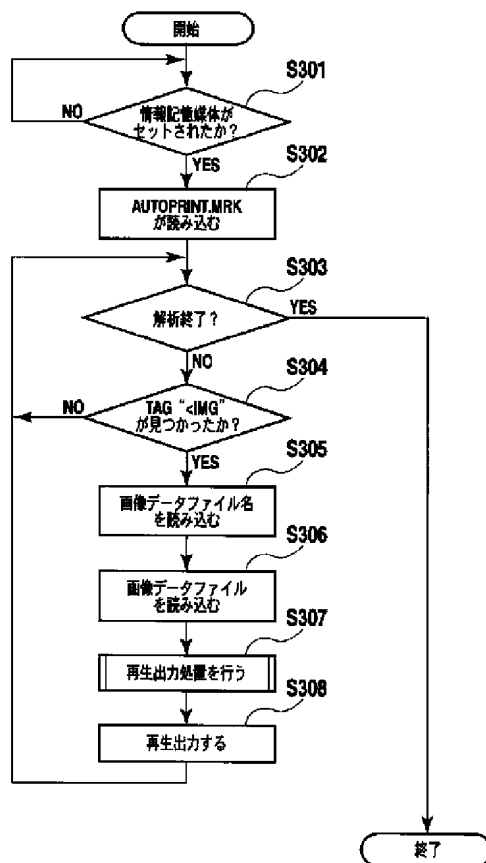 開始
S301
情報記憶媒体が
セットされたか?
NO
YES
S302
AUTOPRINT.MRK
が読み込む
S303
解析終了?
YES
NO
S304
TAG “<IMG”
が見つかったか?
NO
YES
S305
画像データファイル名
を読み込む
S306
画像データファイル
を読み込む
S307
再生出力処置を行う
S308
再生出力する
終了